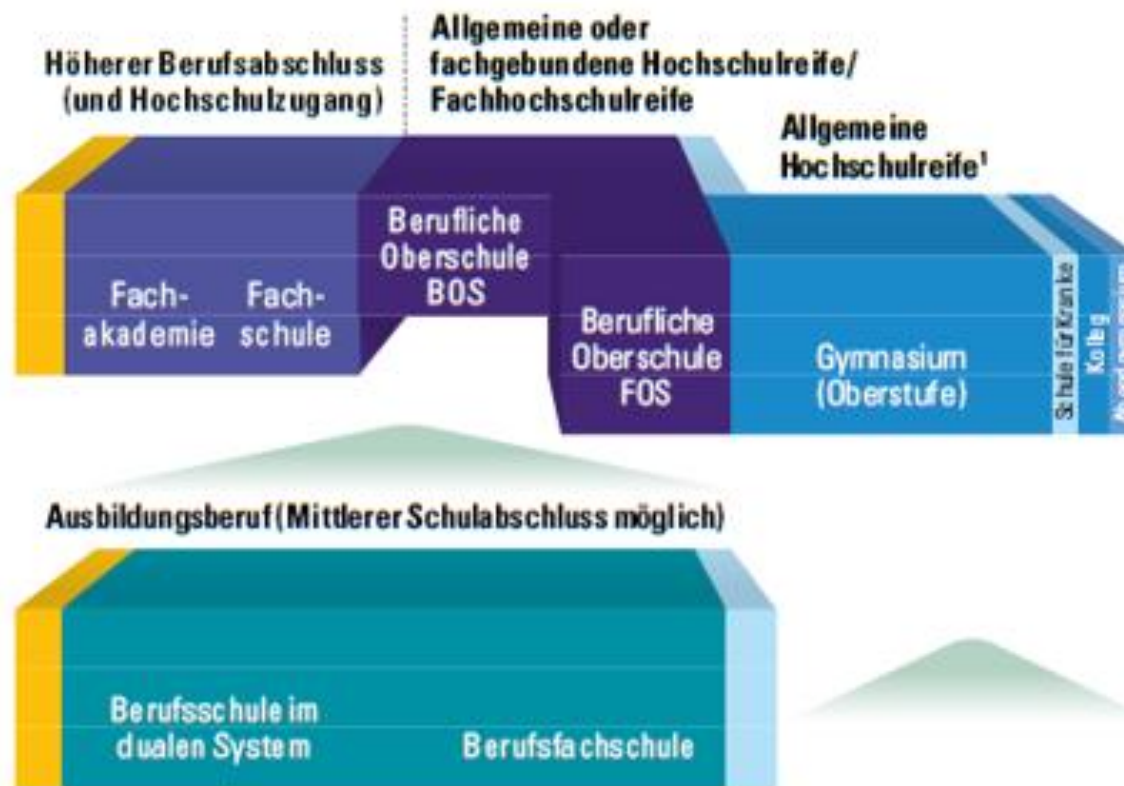 Höherer Berufsabschluss
(und Hochschulzugang)
Allgemeine oder
fachgebundene Hochschulreife/
Fachhochschulreife
Allgemeine
Hochschulreife¹
Fach-
akademie
Fach-
schule
Berufliche
Oberschule
BOS
Berufliche
Oberschule
FOS
Gymnasium
(Oberstufe)
Schule für Kranke
Kolleg
Ausbildungsberuf (Mittlerer Schulabschluss möglich)
Berufsschule im
dualen System
Berufsfachschule